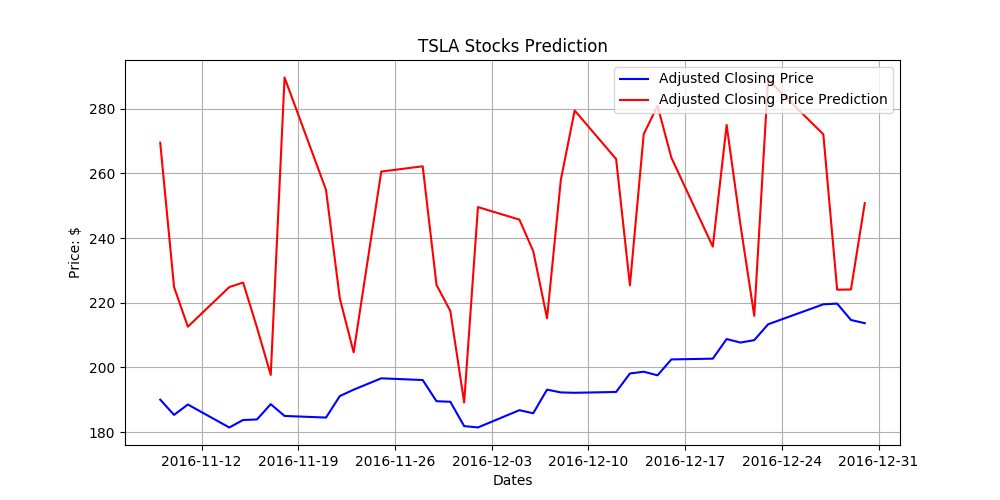 TSLA Stocks Prediction
Adjusted Closing Price
Adjusted Closing Price Prediction
Price: $
280
260
240
220
200
180
2016-11-12 2016-11-19 2016-11-26 2016-12-03 2016-12-10 2016-12-17 2016-12-24 2016-12-31
Dates